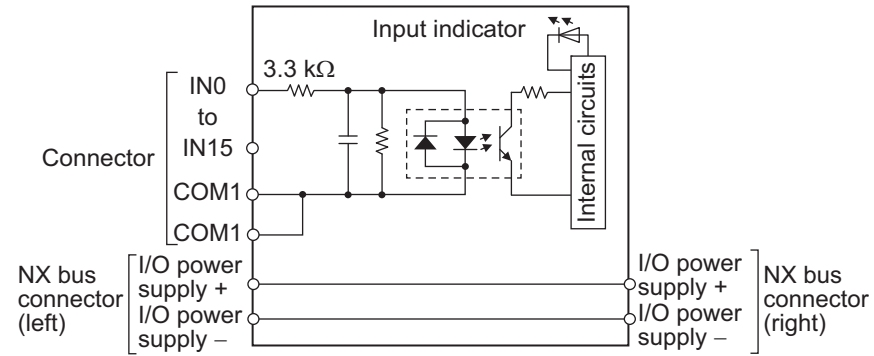 Input indicator
3.3 kΩ
IN0
to
IN15
Connector
COM1
COM1
Internal circuits
NX bus
connector
(left)
I/O power
supply +
I/O power
supply −
I/O power
supply +
I/O power
supply −
NX bus
connector
(right)